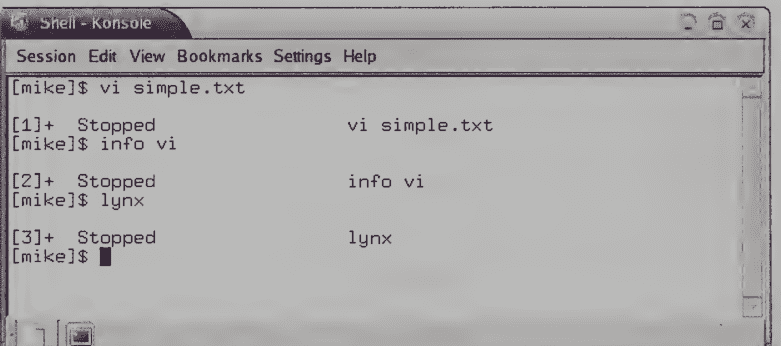 Shell - Konsole
Session Edit View Bookmarks Settings Help
[mike]$ vi simple.txt
[1]+  Stopped                 vi simple.txt
[mike]$ info vi
[2]+  Stopped                 info vi
[mike]$ lynx
[3]+  Stopped                 lynx
[mike]$